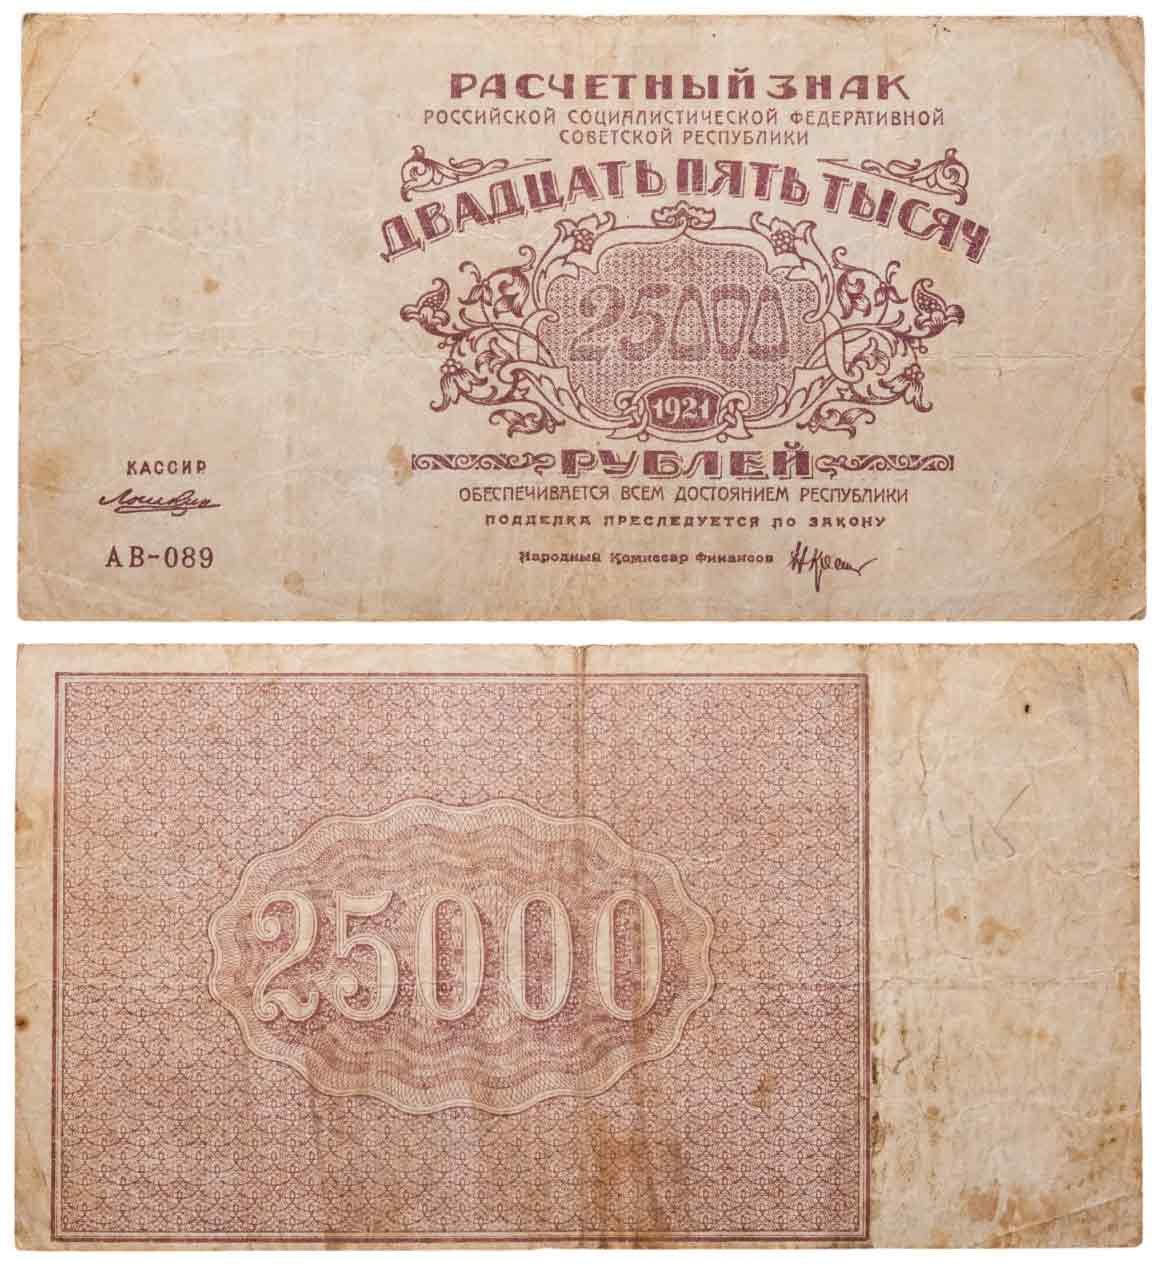 РАСЧЕТНЫЙ ЗНАК
РОССИЙСКОЙ СОЦИАЛИСТИЧЕСКОЙ ФЕДЕРАТИВНОЙ
СОВЕТСКОЙ РЕСПУБЛИКИ
ДВАДЦАТЬ ПЯТЬ ТЫСЯЧ
25000
1921
РУБЛЕЙ
ОБЕСПЕЧИВАЕТСЯ ВСЕМ ДОСТОЯНИЕМ РЕСПУБЛИКИ
ПОДДЕЛКА ПРЕСЛЕДУЕТСЯ ПО ЗАКОНУ
Народный Комиссар Финансов
КАССИР
АВ-089
25000